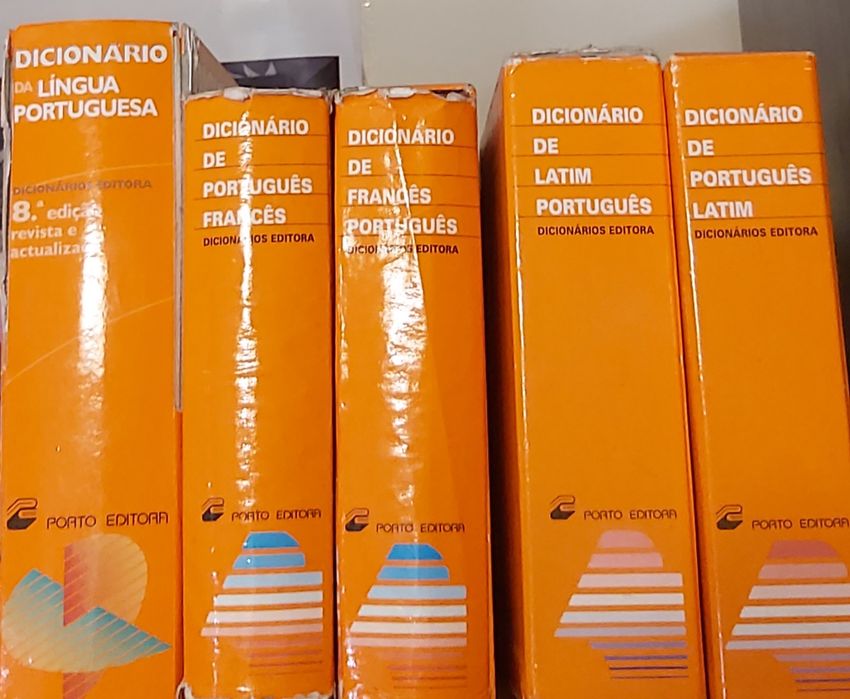 DICIONÁRIO
DA LÍNGUA
PORTUGUESA
DICIONÁRIOS EDITORA
8.ª edição
revista e
PORTO EDITORA
DICIONÁRIO
DE
PORTUGUÊS
FRANCÊS
DICIONÁRIOS EDITORA
PORTO EDITORA
DICIONÁRIO
DE
FRANCÊS
PORTUGUÊS
DICIONÁRIOS EDITORA
PORTO EDITORA
DICIONÁRIO
DE
LATIM
PORTUGUÊS
DICIONÁRIOS EDITORA
PORTO EDITORA
DICIONÁRIO
DE
PORTUGUÊS
LATIM
DICIONÁRIOS EDITORA
PORTO EDITORA